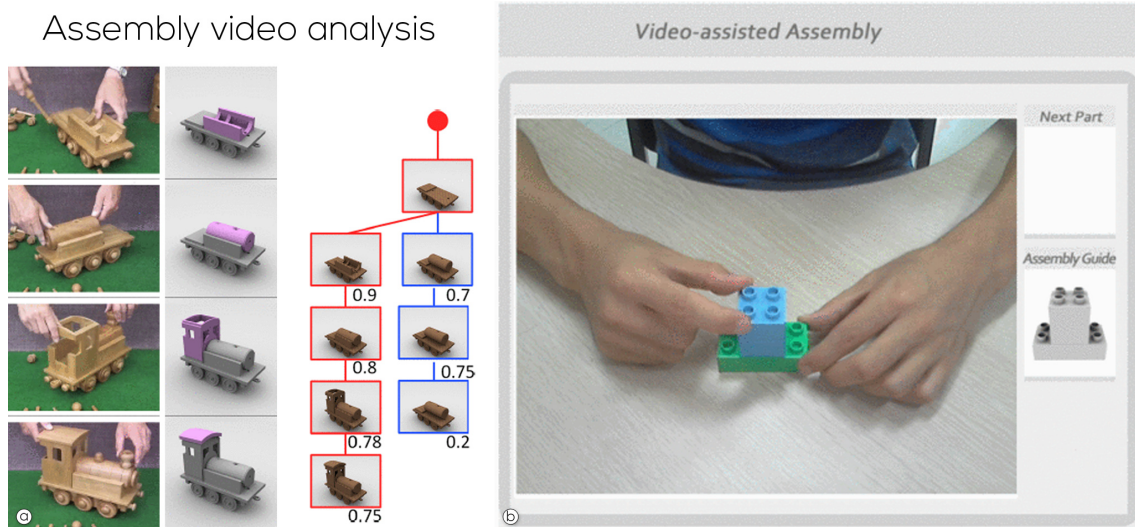 Assembly video analysis
0.9
0.7
0.8
0.75
0.78
0.2
0.75
a
Video-assisted Assembly
Next Part
Assembly Guide
b